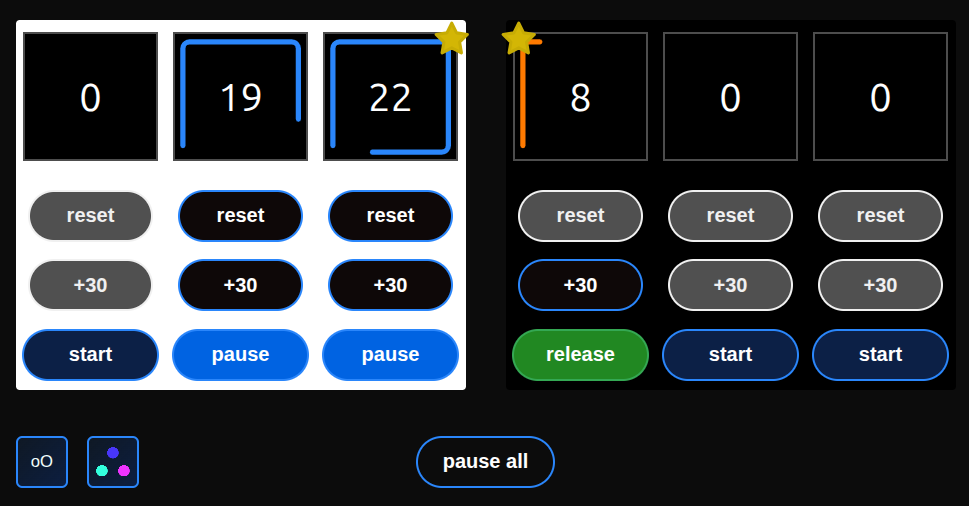 0 19 22 8 0 0
reset reset reset reset reset reset
+30 +30 +30 +30 +30 +30
start pause pause release start start
oO pause all